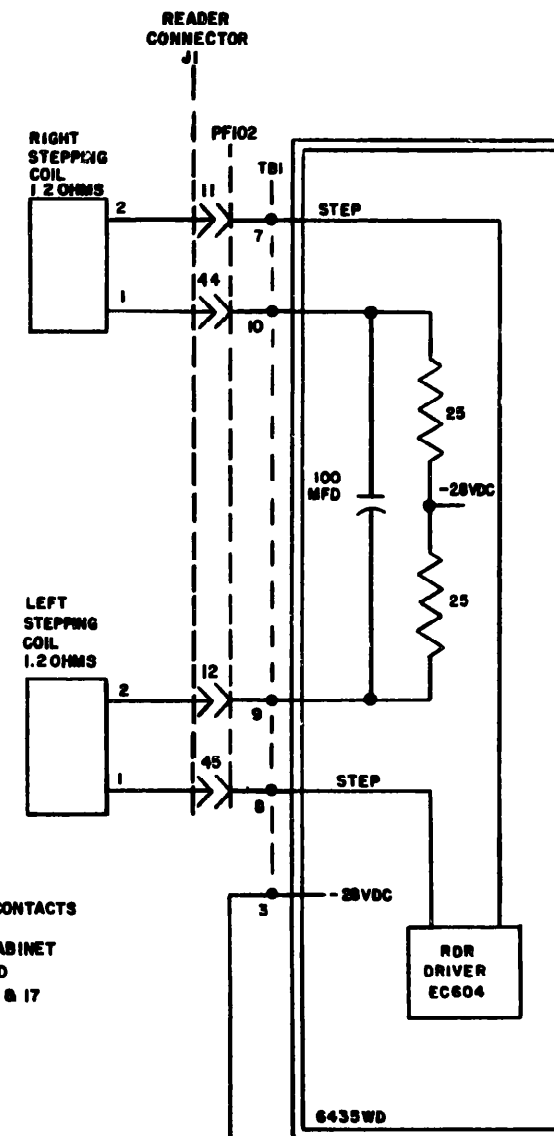 READER
CONNECTOR
J1
PF102
TB1
RIGHT
STEPPING
COIL
1.2 OHMS
2
11
7
STEP
1
44
10
25
100
MFD
-28VDC
25
LEFT
STEPPING
COIL
1.2 OHMS
2
12
9
1
45
8
STEP
3
-28VDC
CONTACTS
ABINET
D
& 17
RDR
DRIVER
EC604
6435WD